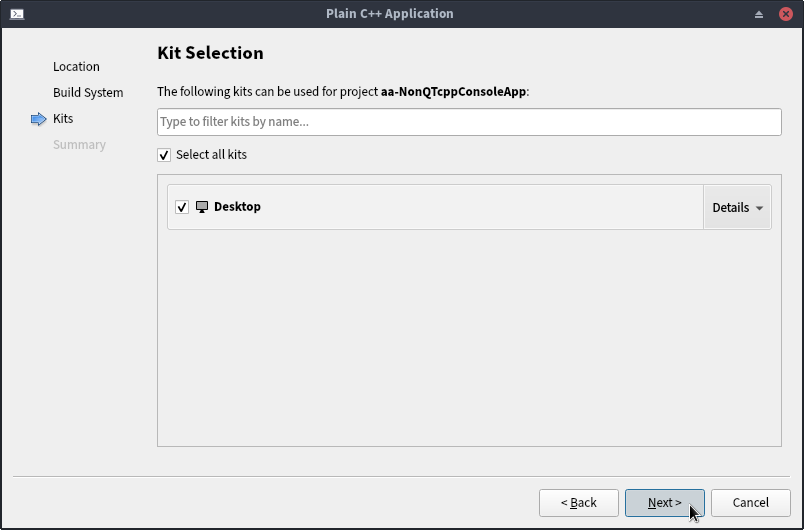 Plain C++ Application
Location
Build System
Kits
Summary
Kit Selection
The following kits can be used for project aa-NonQTcppConsoleApp:
Type to filter kits by name...
Select all kits
Desktop
Details
< Back
Next >
Cancel